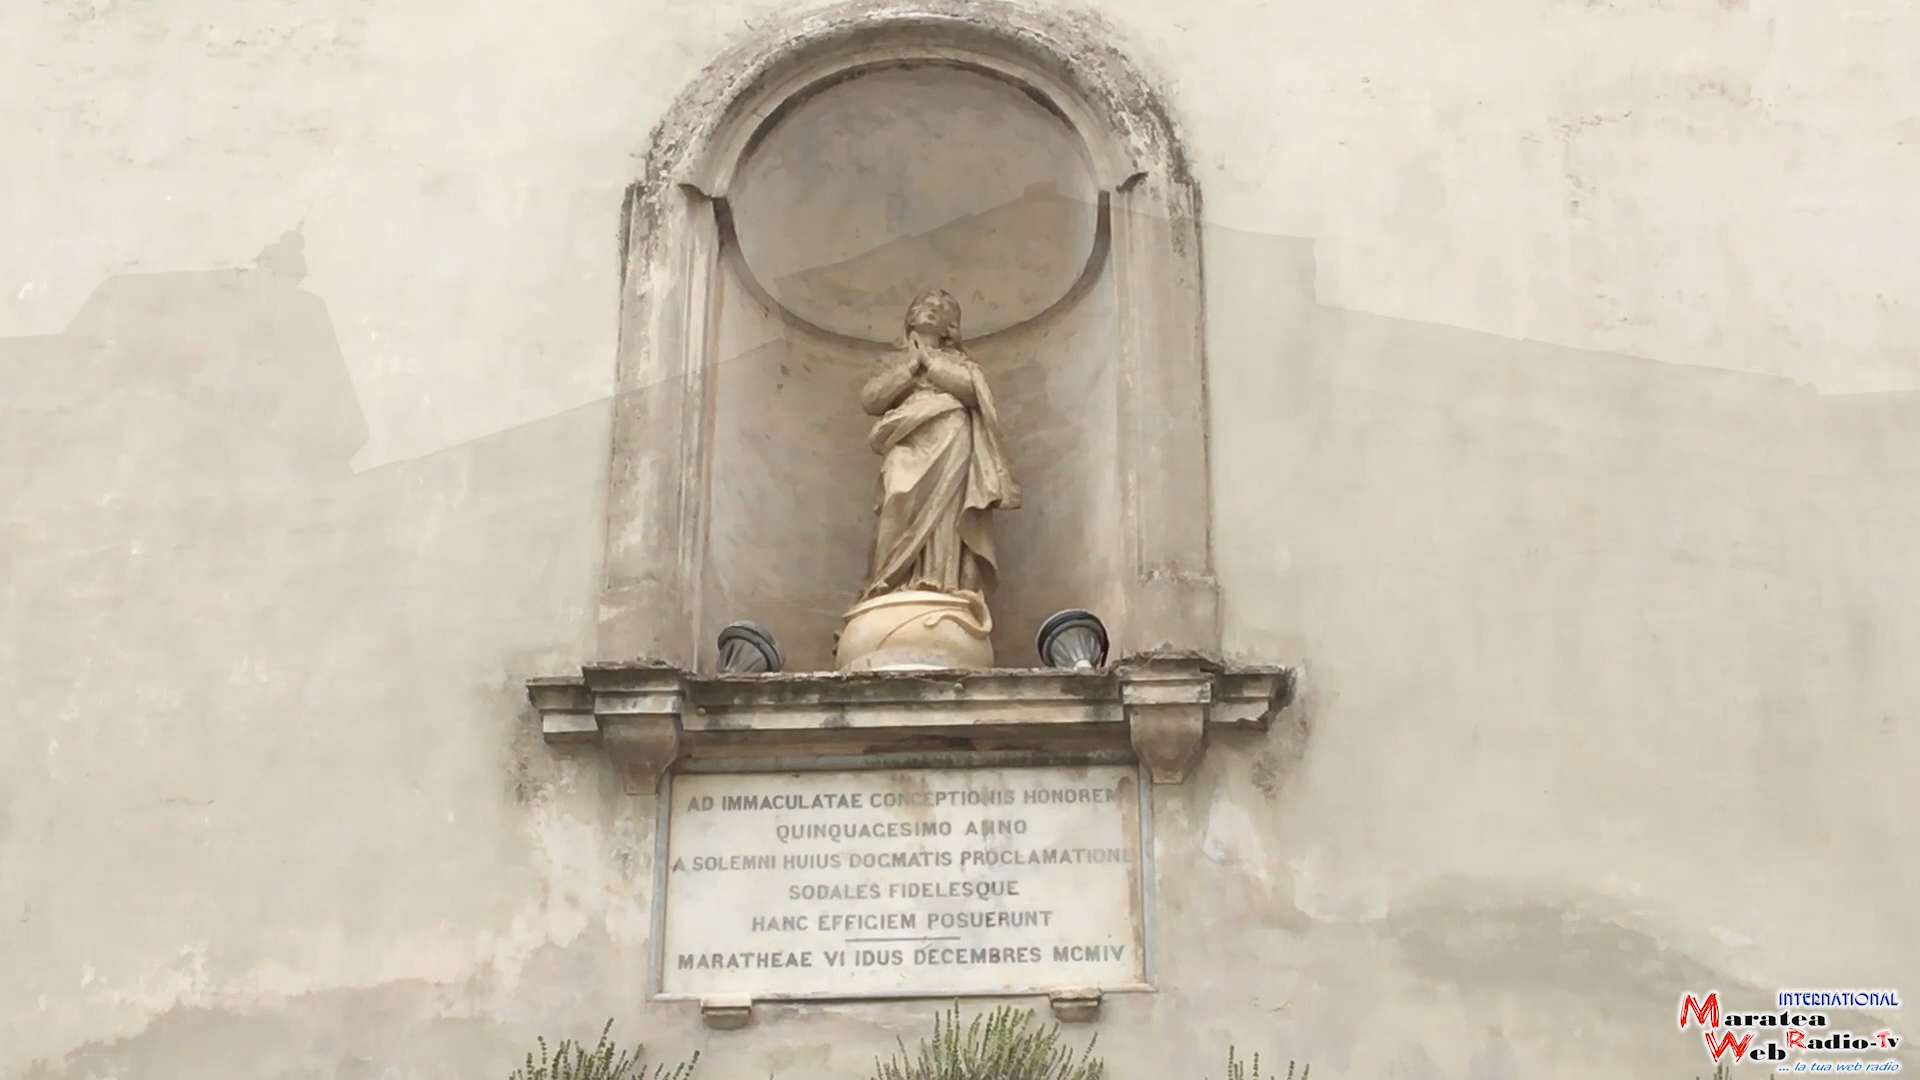 AD IMMACULATAE CONCEPTIONIS HONOREM
QUINQUAGESIMO ANNO
A SOLEMNI HUIUS DOGMATIS PROCLAMATIONE
SODALES FIDELESQUE
HANC EFFIGIEM POSUERUNT
MARATHEAE VI IDUS DECEMBRES MCMIV
INTERNATIONAL
Maratea
Web Radio-Tv
... la tua web radio